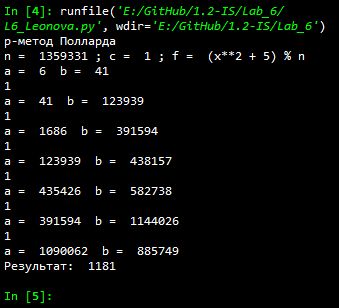 In [4]: runfile('E:/GitHub/1.2-IS/Lab_6/
L6_Leonova.py', wdir='E:/GitHub/1.2-IS/Lab_6')
р-метод Полларда
n =  1359331 ; c =  1 ; f =  (x**2 + 5) % n
a =  6  b =  41
1
a =  41  b =  123939
1
a =  1686  b =  391594
1
a =  123939  b =  438157
1
a =  435426  b =  582738
1
a =  391594  b =  1144026
1
a =  1090062  b =  885749
Результат:  1181
In [5]: